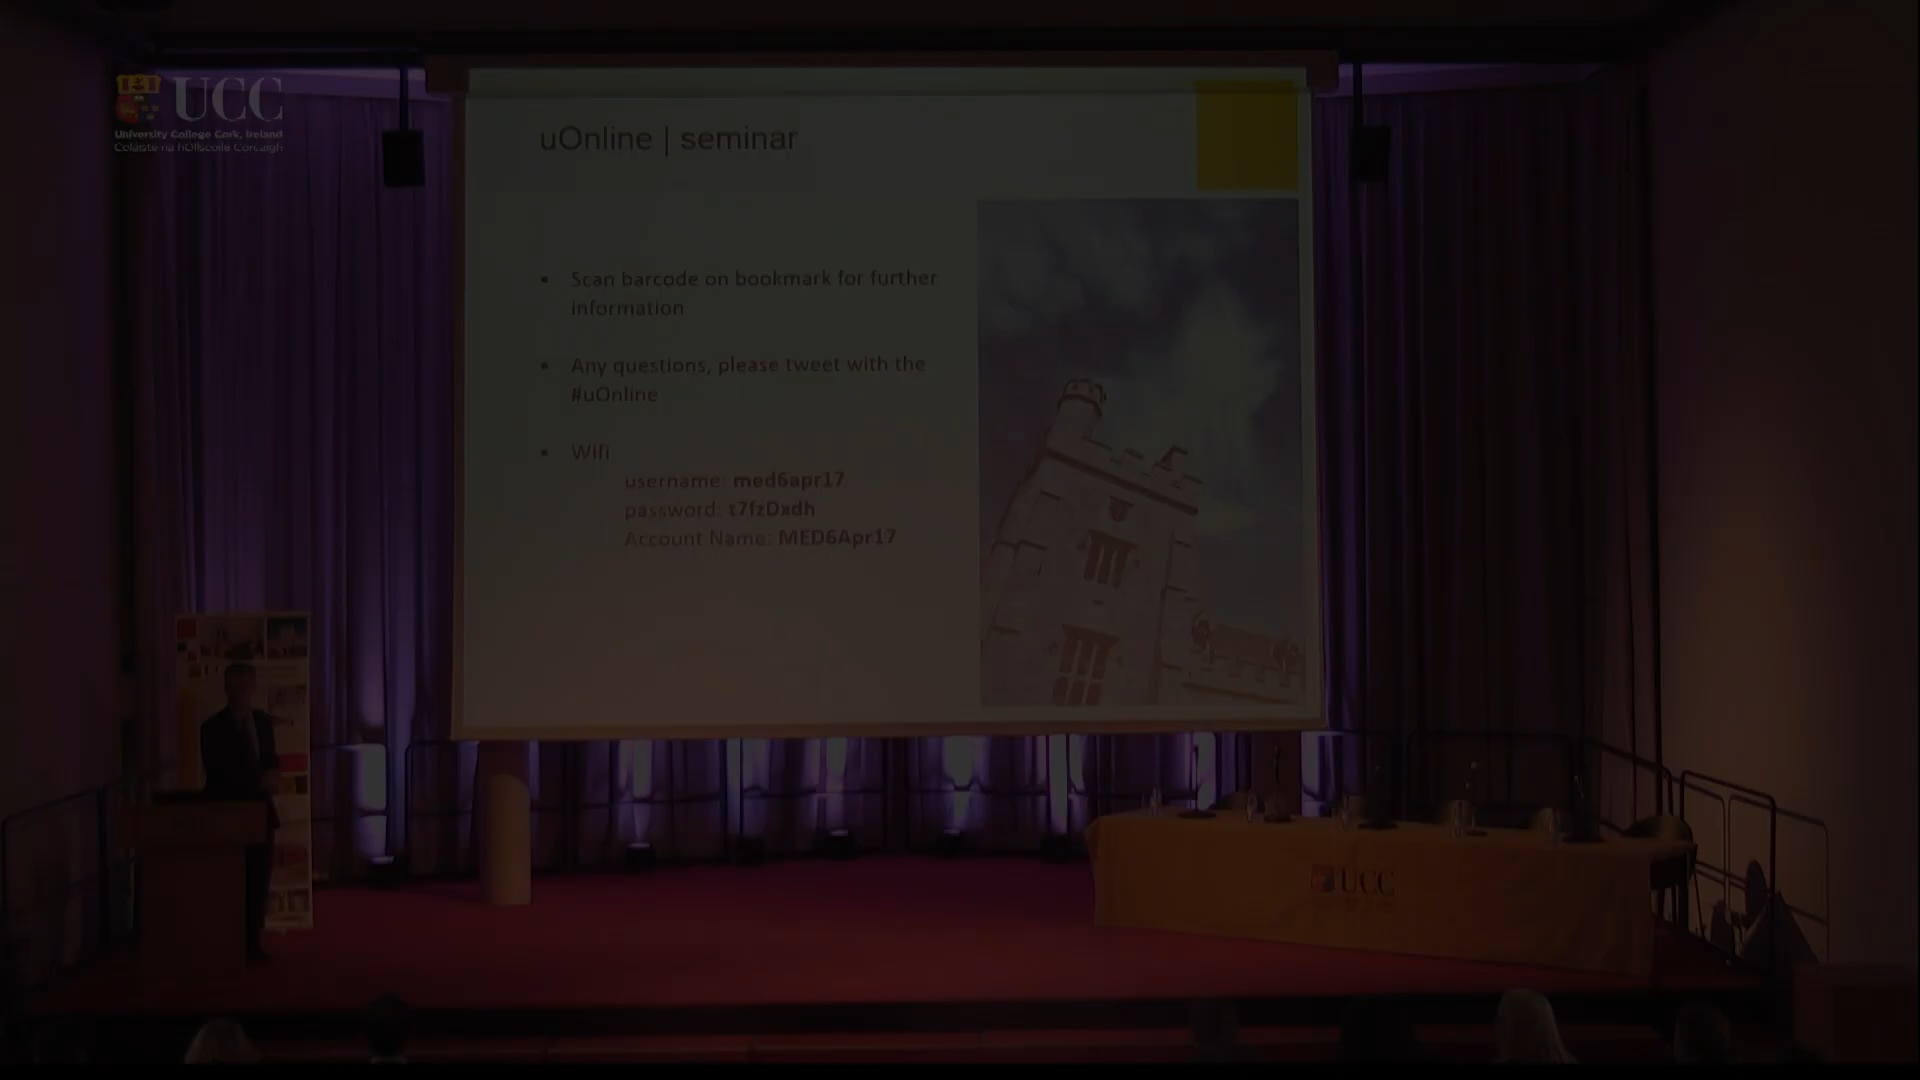 UCC
University College Cork, Ireland
Coláiste na hOllscoile Corcaigh
uOnline | seminar
• Scan barcode on bookmark for further
information
• Any questions, please tweet with the
#uOnline
• Wifi
username: med6apr17
password: t7fzDxdh
Account Name: MED6Apr17
UCC